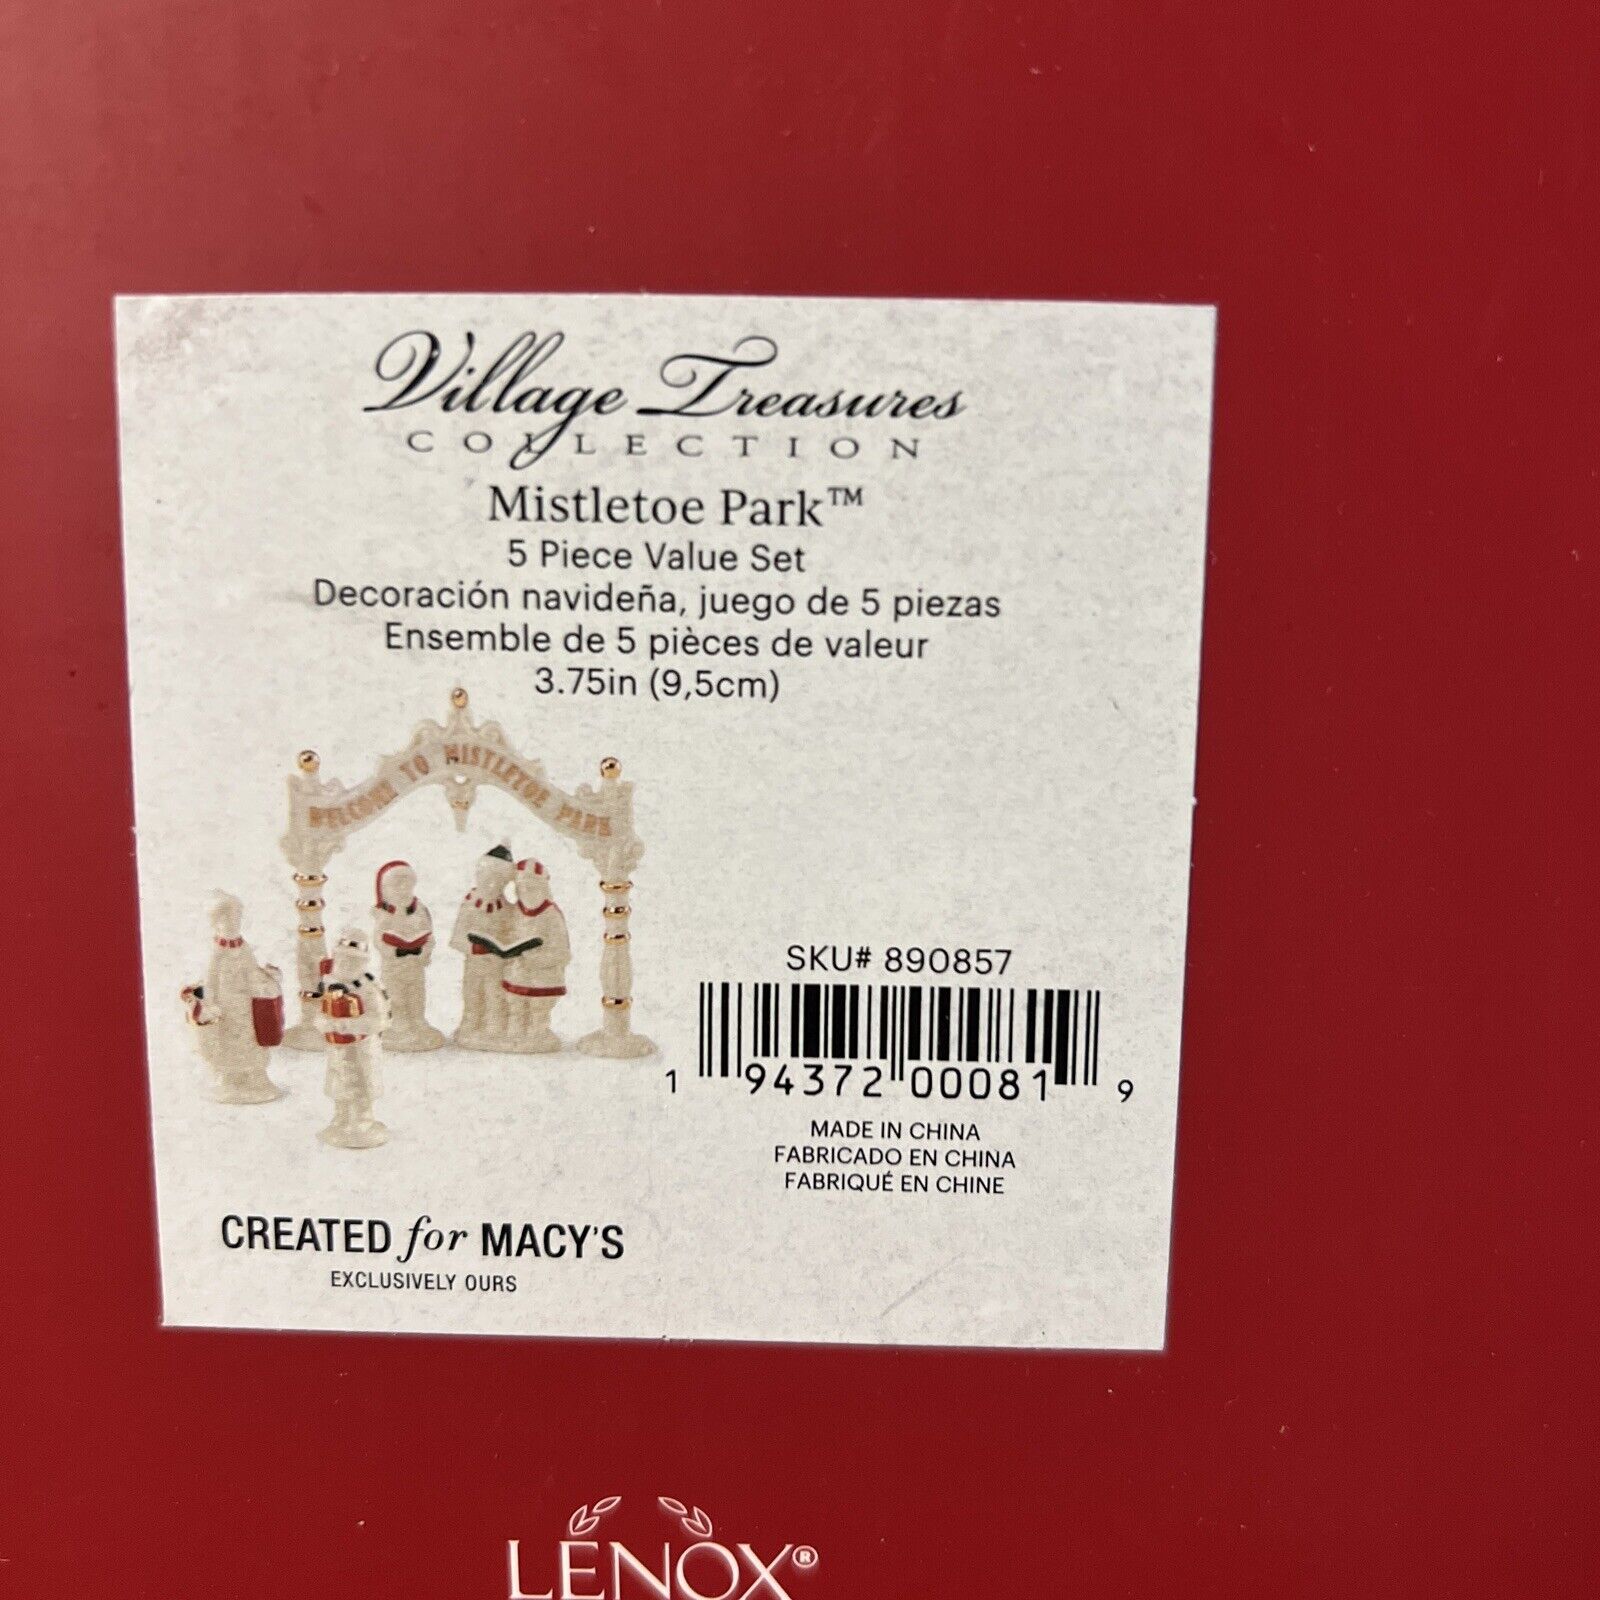 Village Treasures
COLLECTION
Mistletoe Park™
5 Piece Value Set
Decoración navideña, juego de 5 piezas
Ensemble de 5 pièces de valeur
3.75in (9,5cm)
WELCOME TO MISTLETOE PARK
SKU# 890857
1 94372 00081 9
MADE IN CHINA
FABRICADO EN CHINA
FABRIQUÉ EN CHINE
CREATED for MACY'S
EXCLUSIVELY OURS
LENOX®